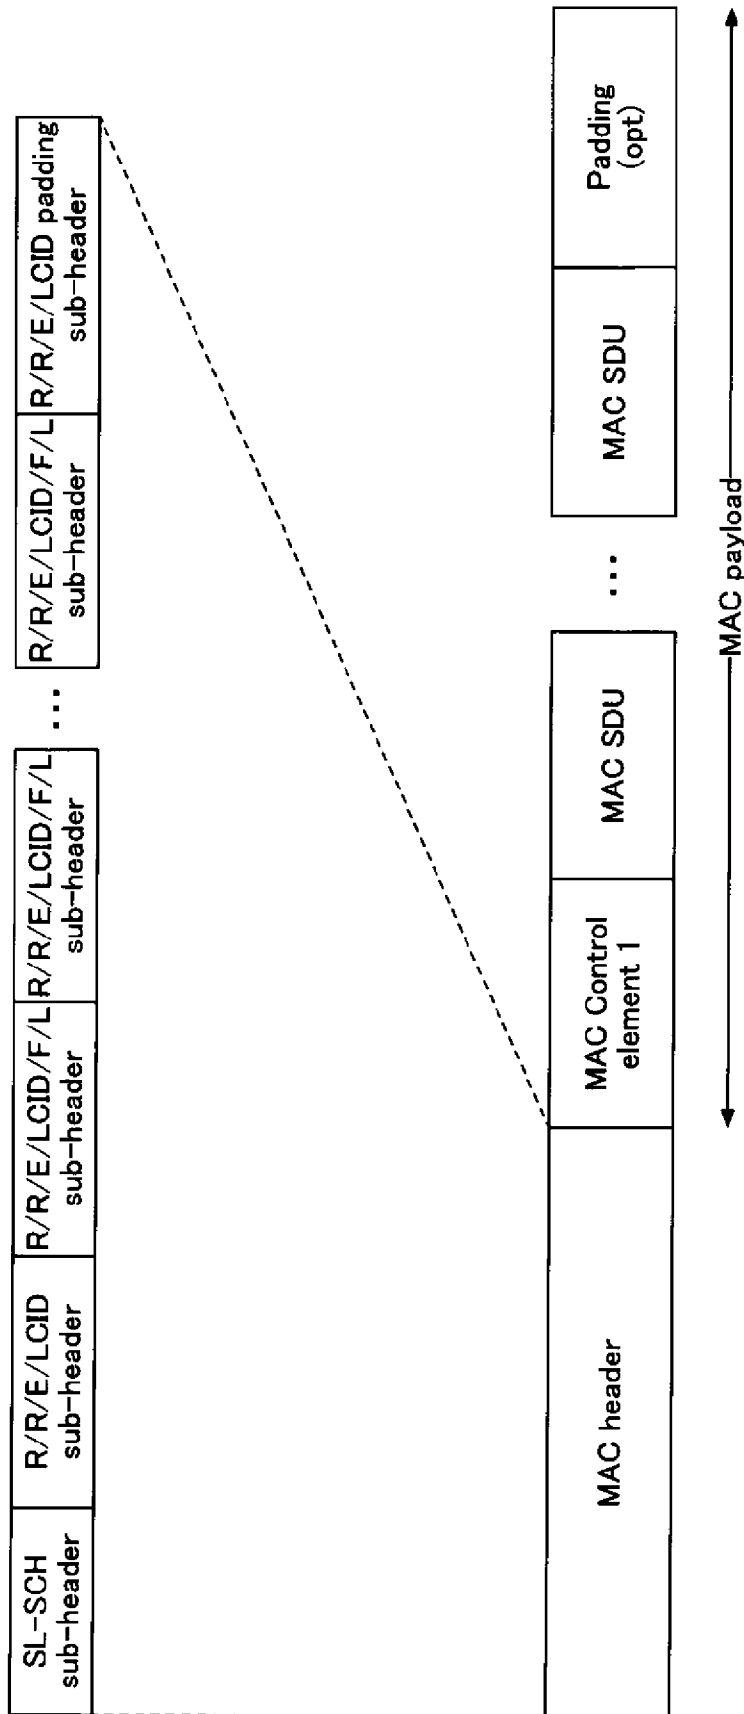 SL-SCH
sub-header
R/R/E/LCID
sub-header
R/R/E/LCID/F/L
sub-header
R/R/E/LCID/F/L
sub-header
...
R/R/E/LCID/F/L
sub-header
R/R/E/LCID padding
sub-header
MAC header
MAC Control
element 1
MAC SDU
...
MAC SDU
Padding
(opt)
MAC payload